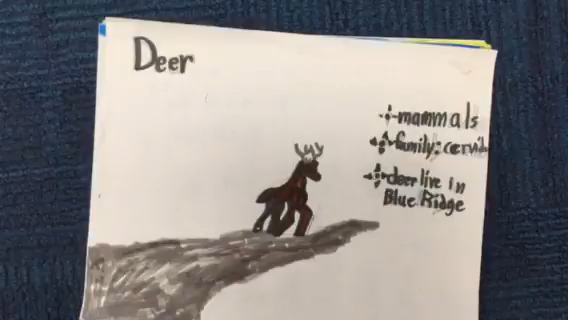 Deer
mammals
family: cervid
deer live in
Blue Ridge